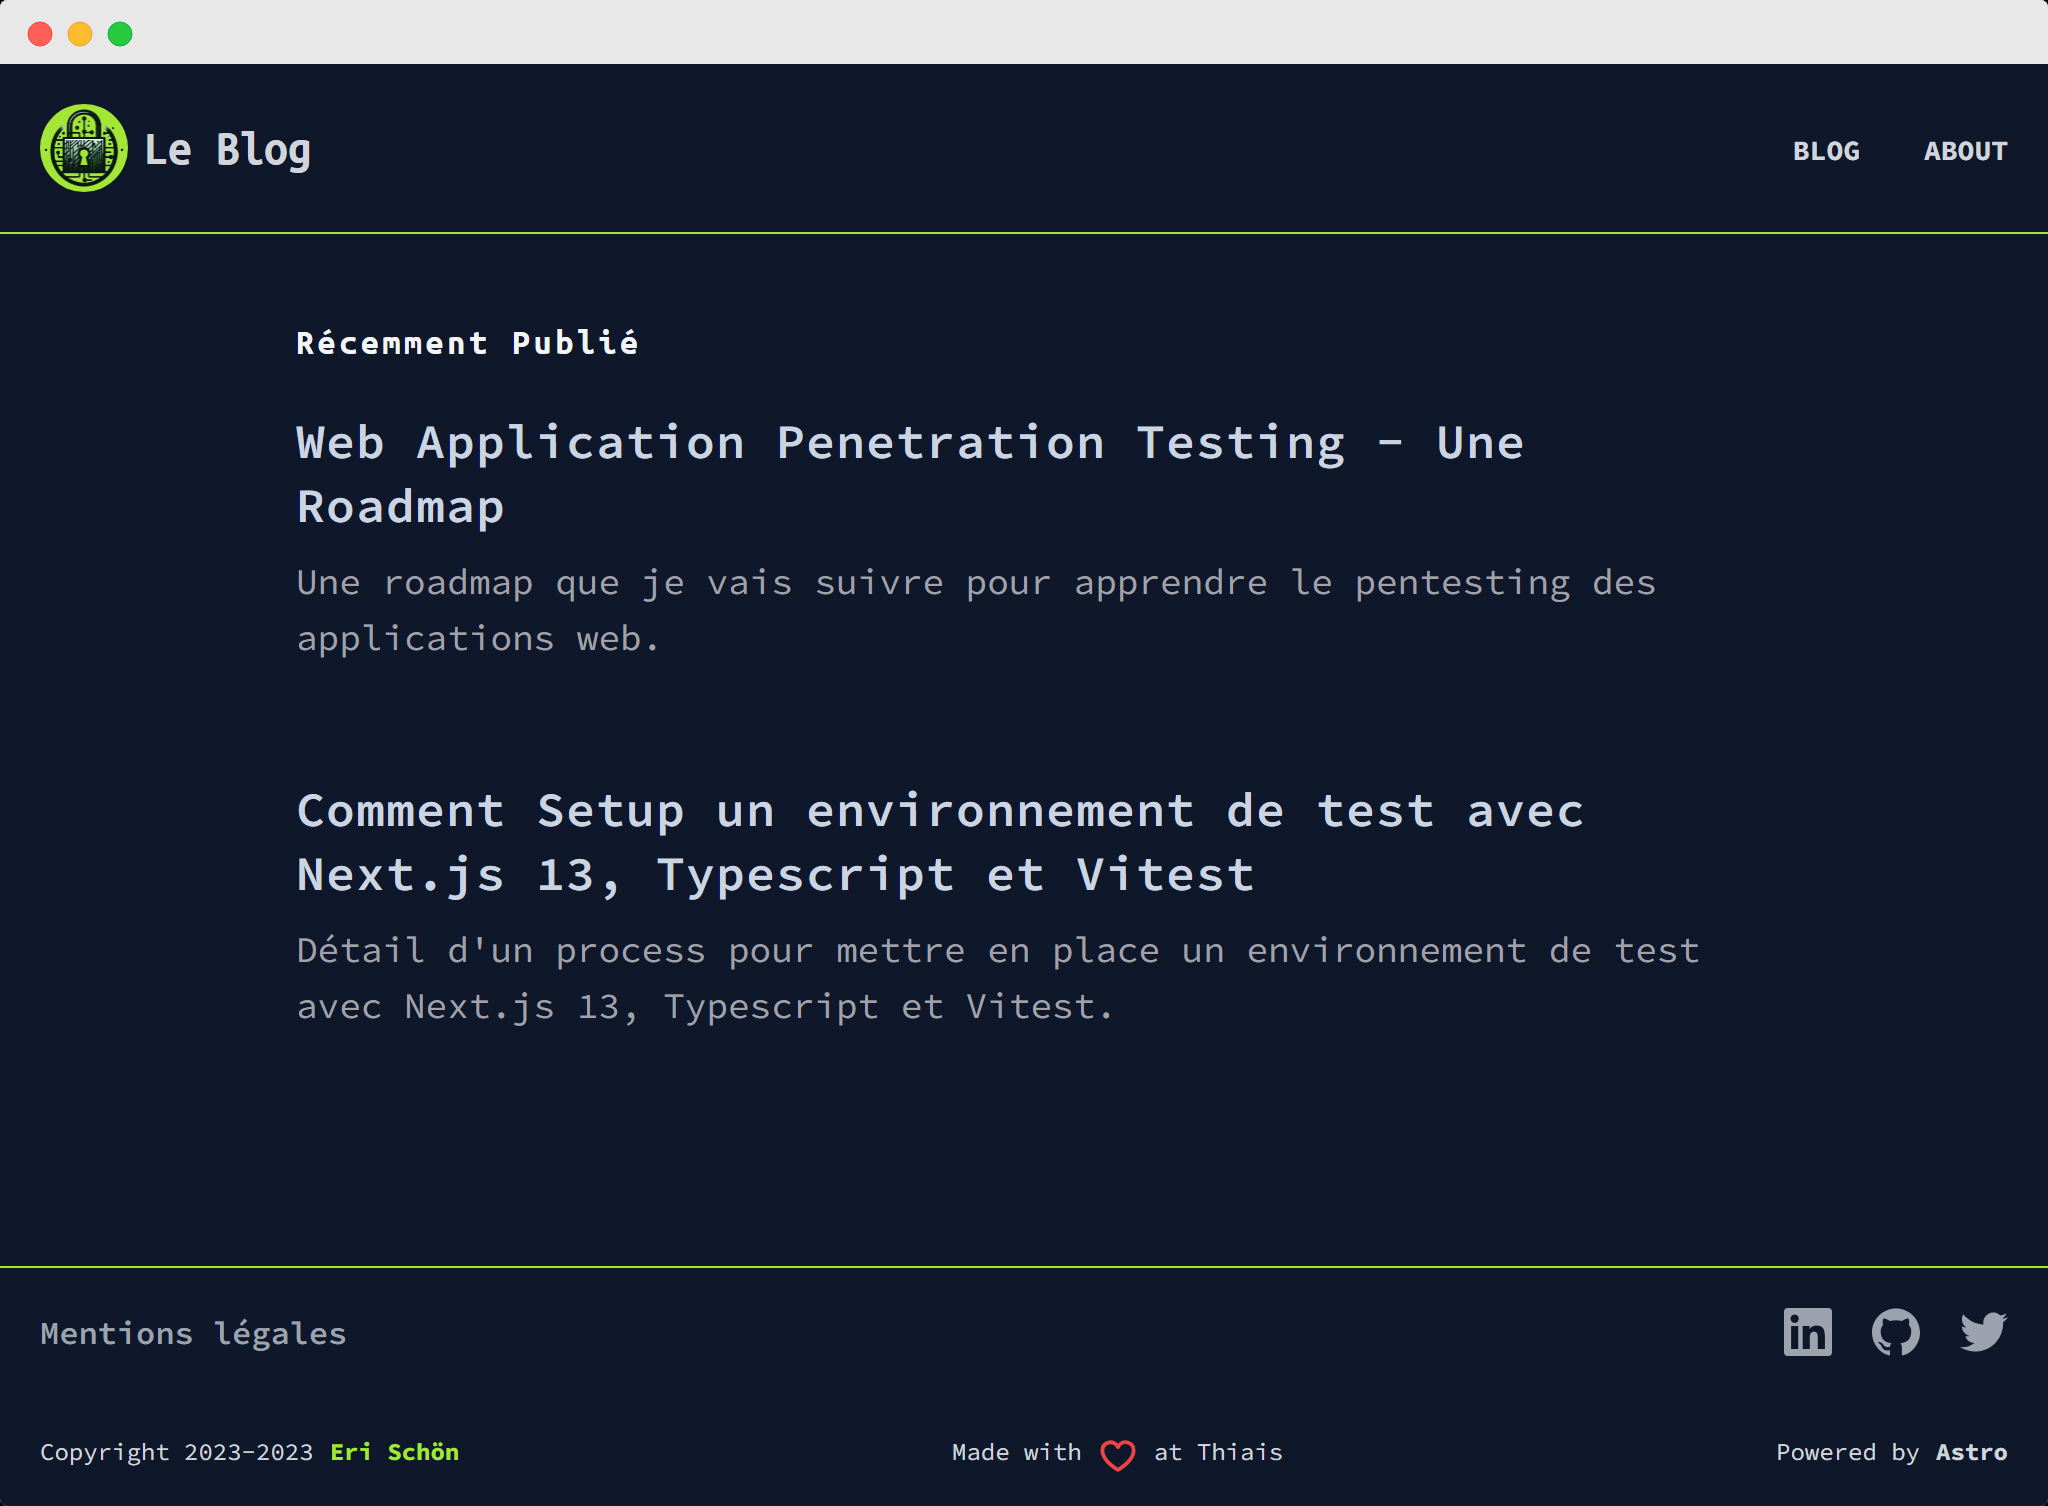 Le Blog
BLOG
ABOUT
Récemment Publié
Web Application Penetration Testing - Une
Roadmap
Une roadmap que je vais suivre pour apprendre le pentesting des
applications web.
Comment Setup un environnement de test avec
Next.js 13, Typescript et Vitest
Détail d'un process pour mettre en place un environnement de test
avec Next.js 13, Typescript et Vitest.
Mentions légales
in
Copyright 2023-2023 Eri Schön
Made with at Thiais
Powered by Astro